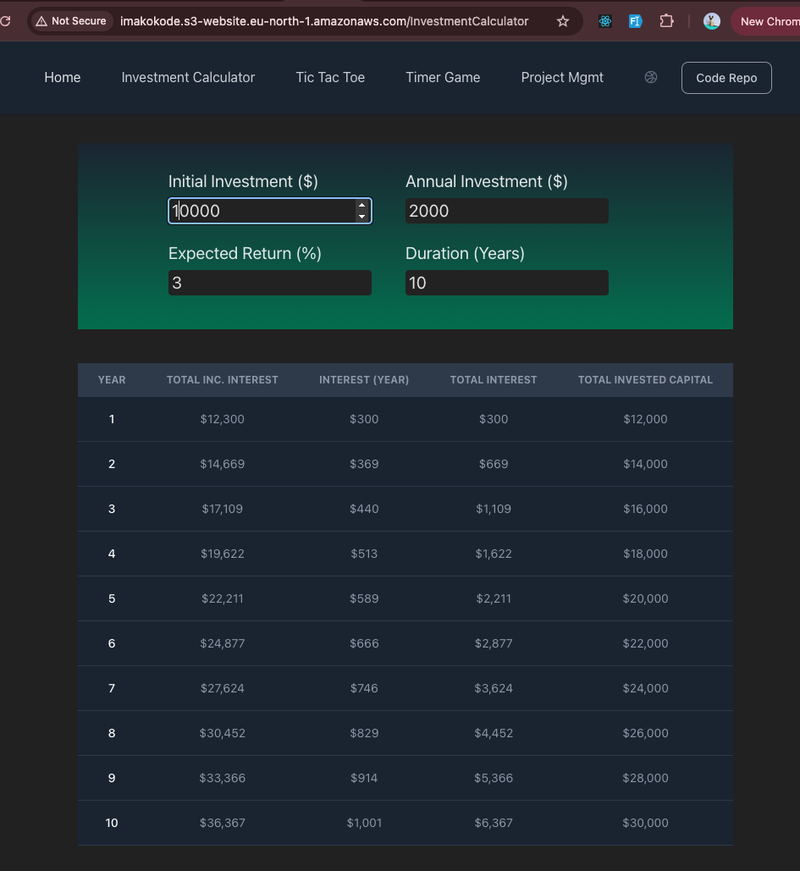 Not Secure imakokode.s3-website.eu-north-1.amazonaws.com/InvestmentCalculator New Chrom
Home Investment Calculator Tic Tac Toe Timer Game Project Mgmt Code Repo
Initial Investment ($) Annual Investment ($)
10000 2000
Expected Return (%) Duration (Years)
3 10
YEAR TOTAL INC. INTEREST INTEREST (YEAR) TOTAL INTEREST TOTAL INVESTED CAPITAL
1 $12,300 $300 $300 $12,000
2 $14,669 $369 $669 $14,000
3 $17,109 $440 $1,109 $16,000
4 $19,622 $513 $1,622 $18,000
5 $22,211 $589 $2,211 $20,000
6 $24,877 $666 $2,877 $22,000
7 $27,624 $746 $3,624 $24,000
8 $30,452 $829 $4,452 $26,000
9 $33,366 $914 $5,366 $28,000
10 $36,367 $1,001 $6,367 $30,000